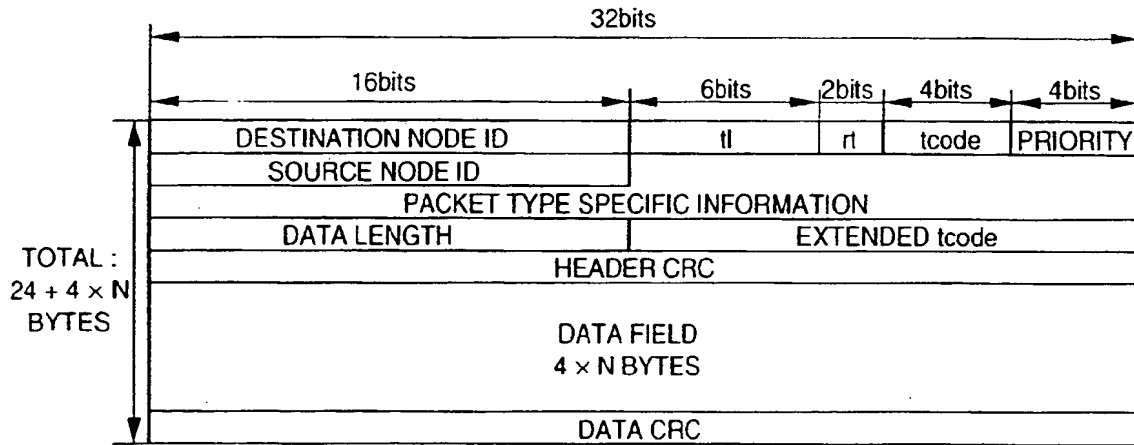 32bits
16bits 6bits 2bits 4bits 4bits
DESTINATION NODE ID tl rt tcode PRIORITY
SOURCE NODE ID
PACKET TYPE SPECIFIC INFORMATION
DATA LENGTH EXTENDED tcode
HEADER CRC
TOTAL :
24 + 4 × N
BYTES
DATA FIELD
4 × N BYTES
DATA CRC